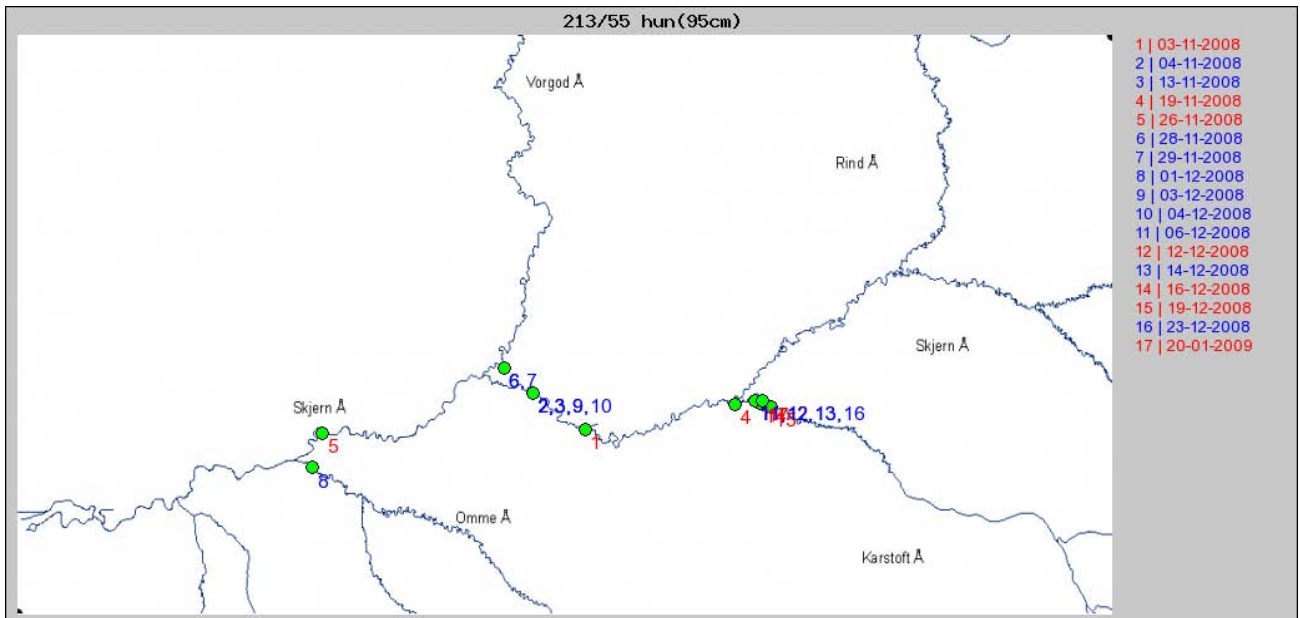 213/55 hun(95cm)
Vorgod Å
Rind Å
Skjern Å
Skjern Å
6,7
2,3,9,10
4
12,13,16
1
5
8
Omme Å
Karstoft Å
1 | 03-11-2008
2 | 04-11-2008
3 | 13-11-2008
4 | 19-11-2008
5 | 26-11-2008
6 | 28-11-2008
7 | 29-11-2008
8 | 01-12-2008
9 | 03-12-2008
10 | 04-12-2008
11 | 06-12-2008
12 | 12-12-2008
13 | 14-12-2008
14 | 16-12-2008
15 | 19-12-2008
16 | 23-12-2008
17 | 20-01-2009